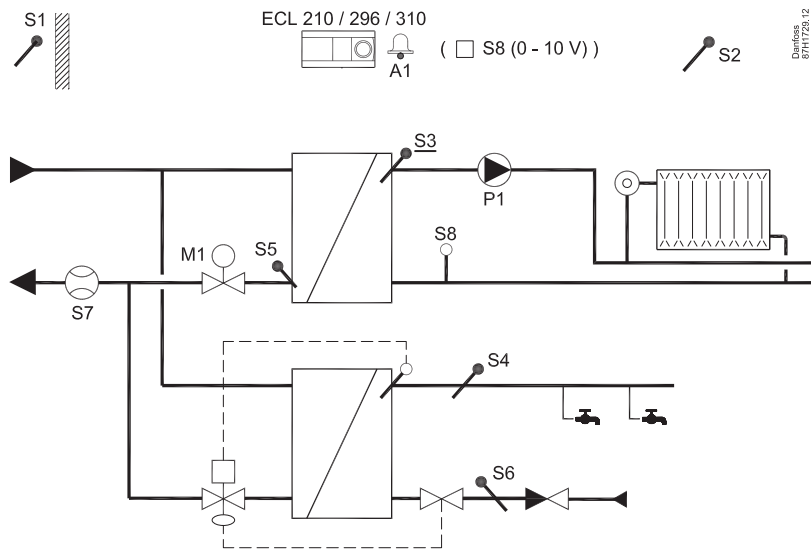 S1
ECL 210 / 296 / 310
A1
( □ S8 (0 - 10 V) )
S2
Danfoss
87H1729.12
S3
P1
S8
M1
S5
S7
S4
S6